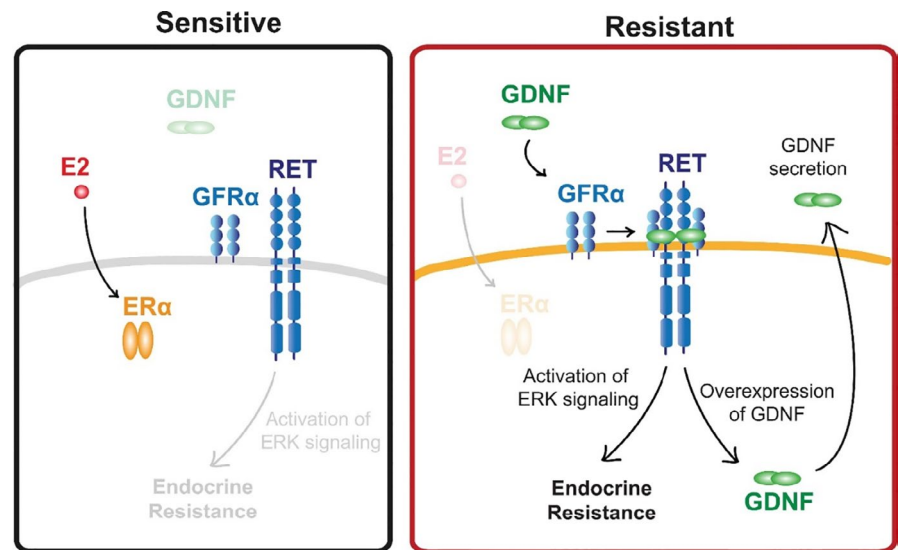 Sensitive
GDNF
E2
RET
GFRα
ERα
Activation of
ERK signaling
Endocrine
Resistance
Resistant
GDNF
E2
RET
GFRα
GDNF
secretion
ERα
Activation of
ERK signaling
Overexpression
of GDNF
Endocrine
Resistance
GDNF